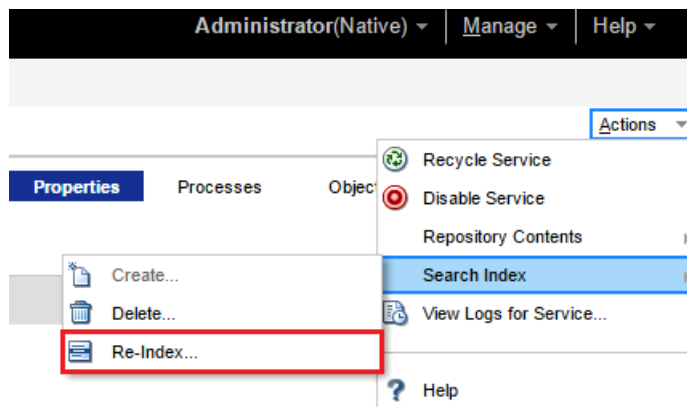 Administrator(Native) Manage Help
Actions
Properties Processes Objec
Recycle Service
Disable Service
Repository Contents
Search Index
View Logs for Service...
Help
Create...
Delete...
Re-Index...